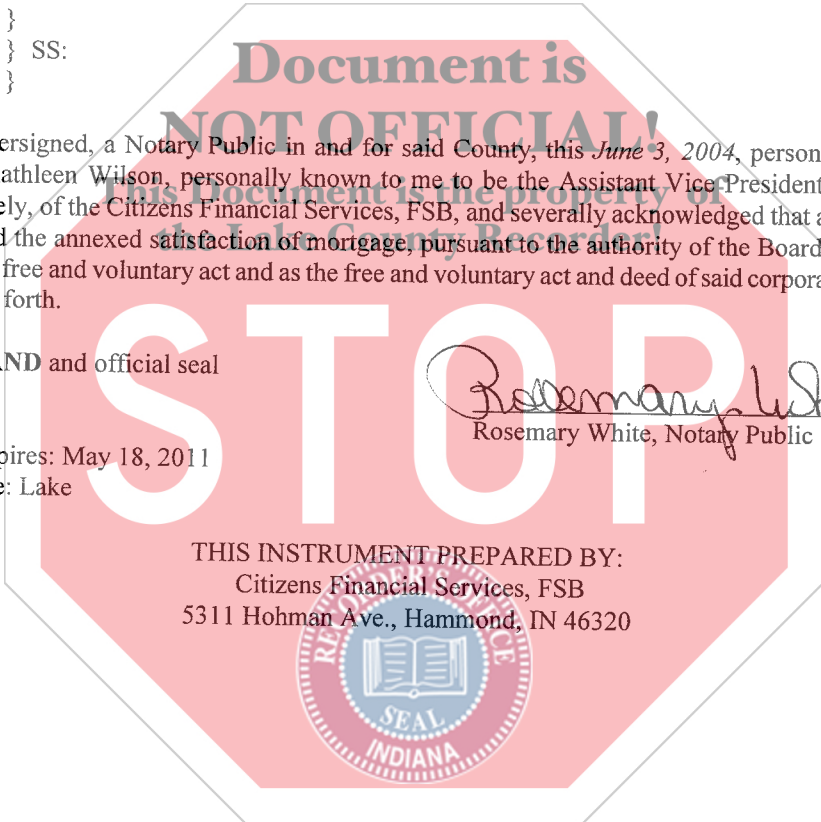 }
} SS:
}
Document is
NOT OFFICIAL!
This Document is the property of
the Lake County Recorder!
ersigned, a Notary Public in and for said County, this June 3, 2004, person
athleen Wilson, personally known to me to be the Assistant Vice President
ely, of the Citizens Financial Services, FSB, and severally acknowledged that a
d the annexed satisfaction of mortgage, pursuant to the authority of the Board
free and voluntary act and as the free and voluntary act and deed of said corpora
forth.
STOP
AND and official seal
Rosemary Wh
Rosemary White, Notary Public
pires: May 18, 2011
e: Lake
THIS INSTRUMENT PREPARED BY:
Citizens Financial Services, FSB
5311 Hohman Ave., Hammond, IN 46320
RECORDER'S OFFICE
SEAL
INDIANA